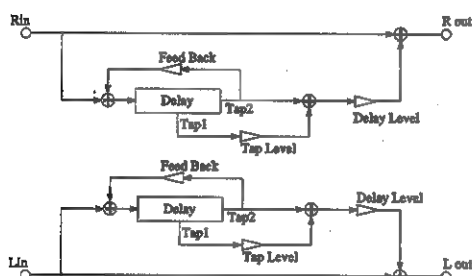 Rin
R out
Feed Back
Delay
Tap2
Tap1
Tap Level
Delay Level
Feed Back
Delay Level
Delay
Tap2
Tap1
Tap Level
Lin
L out